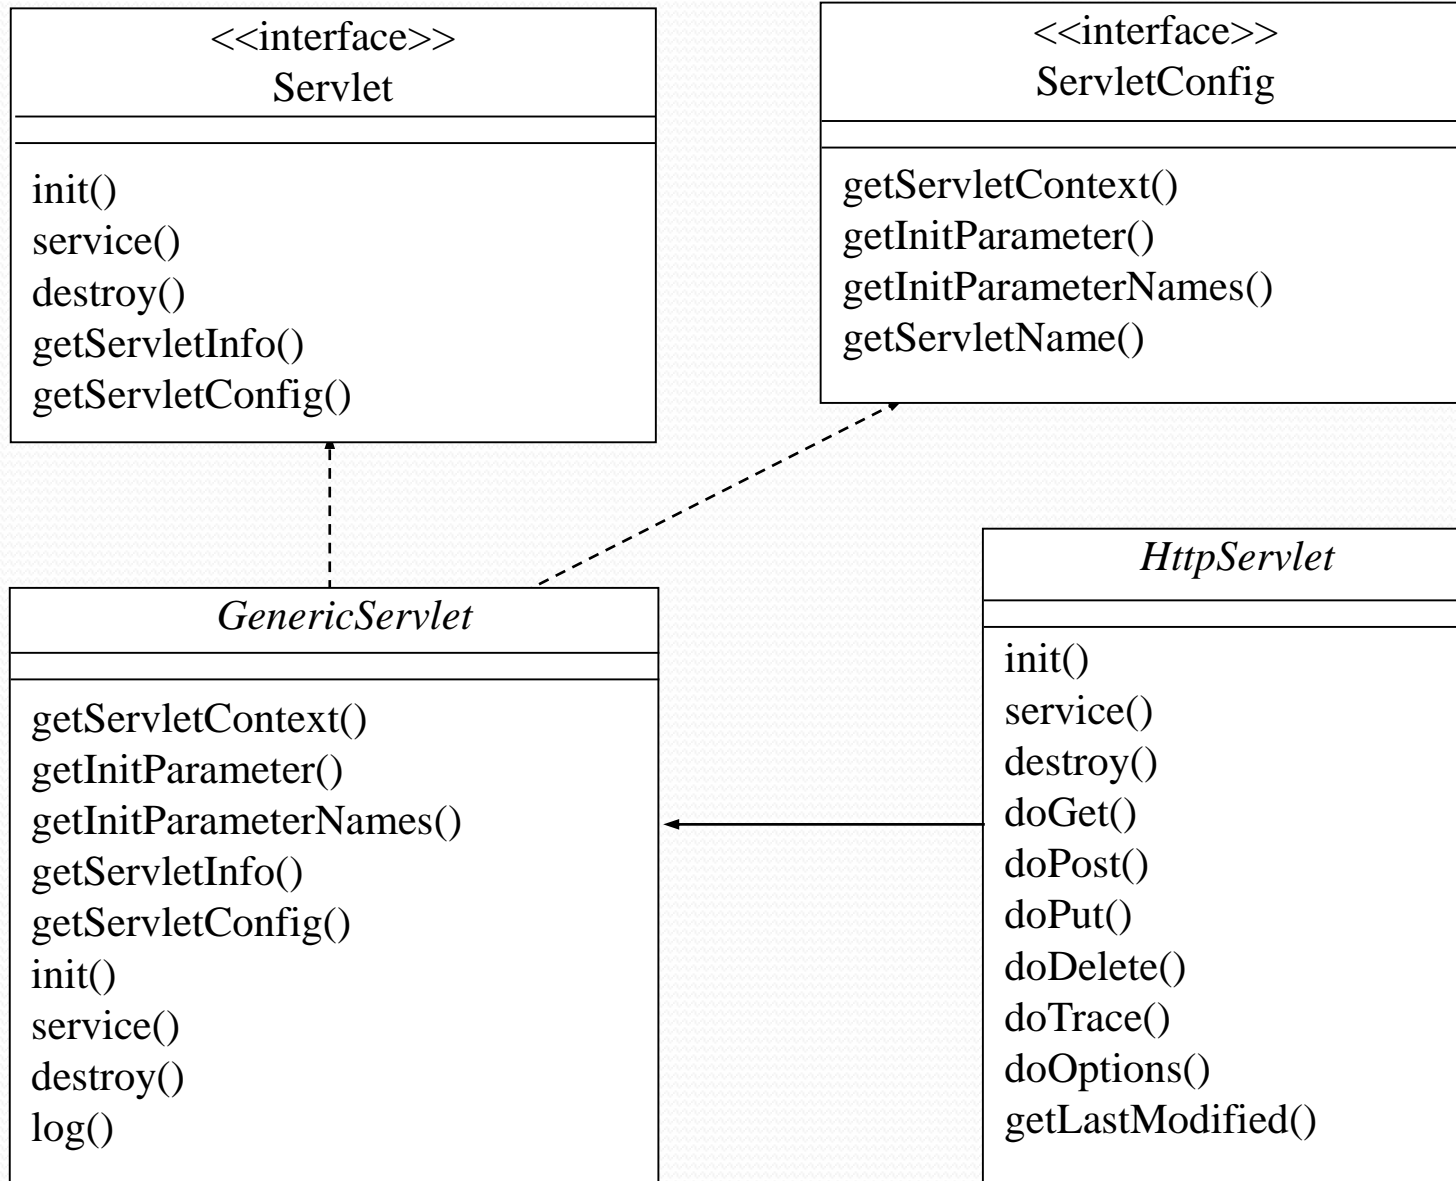 <<interface>>
Servlet
init()
service()
destroy()
getServletInfo()
getServletConfig()
<<interface>>
ServletConfig
getServletContext()
getInitParameter()
getInitParameterNames()
getServletName()
GenericServlet
getServletContext()
getInitParameter()
getInitParameterNames()
getServletInfo()
getServletConfig()
init()
service()
destroy()
log()
HttpServlet
init()
service()
destroy()
doGet()
doPost()
doPut()
doDelete()
doTrace()
doOptions()
getLastModified()